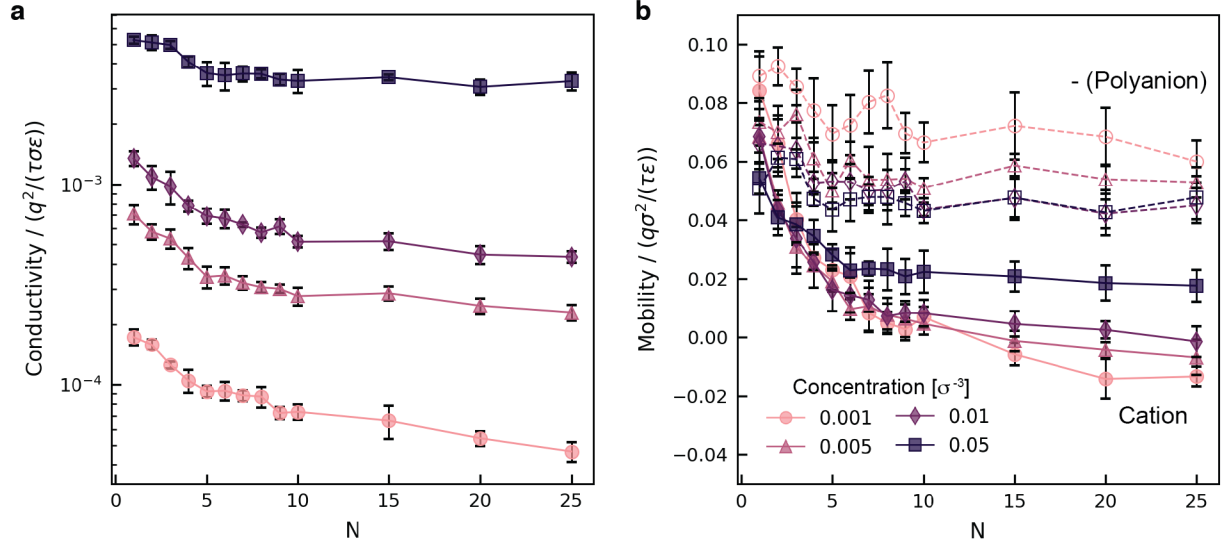 a
Conductivity / (q²/(τσε))
10⁻³
10⁻⁴
0 5 10 15 20 25
N
b
Mobility / (qσ²/(τε))
0.10
0.08
0.06
0.04
0.02
0.00
−0.02
−0.04
- (Polyanion)
Concentration [σ⁻³]
0.001 0.01
0.005 0.05
Cation
0 5 10 15 20 25
N